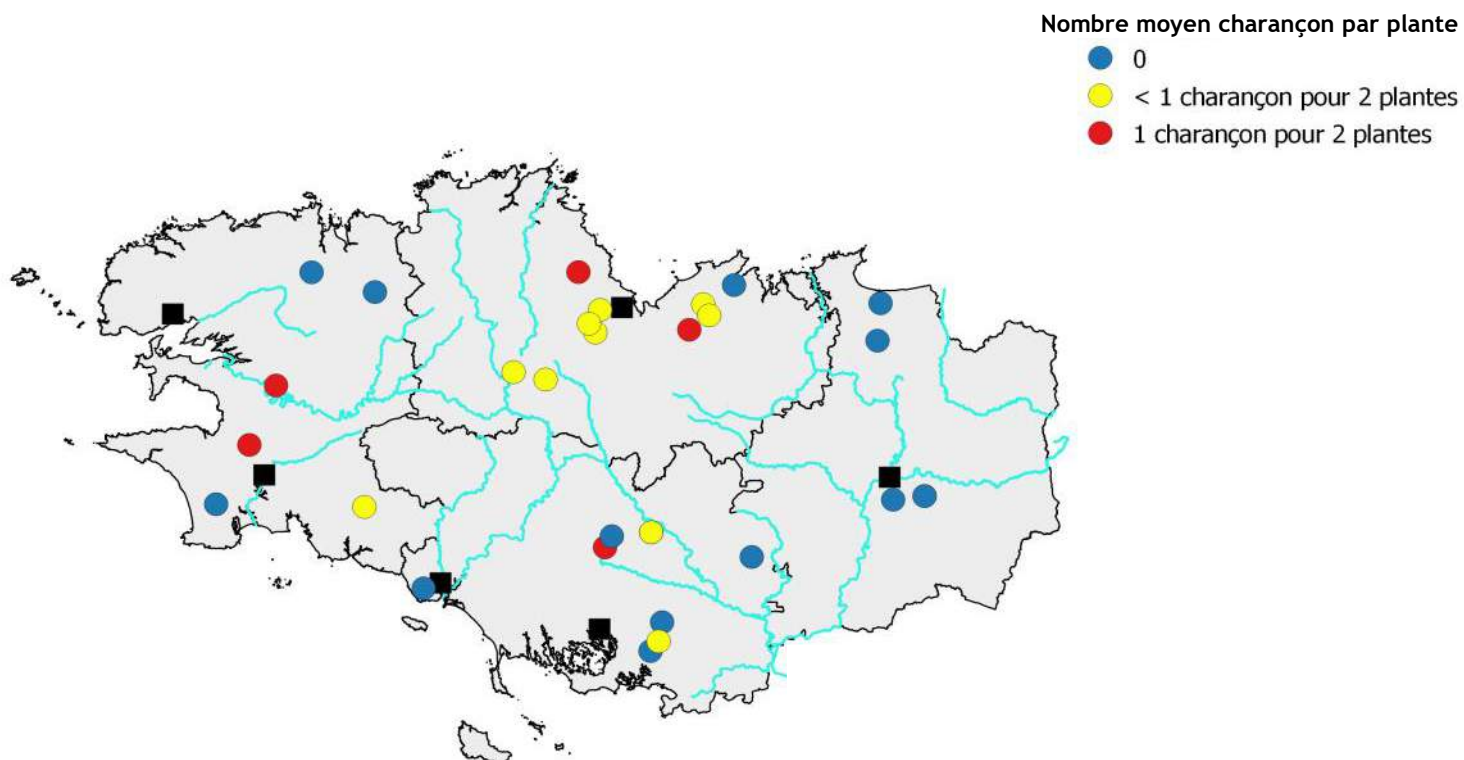 Nombre moyen charançon par plante
0
< 1 charançon pour 2 plantes
1 charançon pour 2 plantes